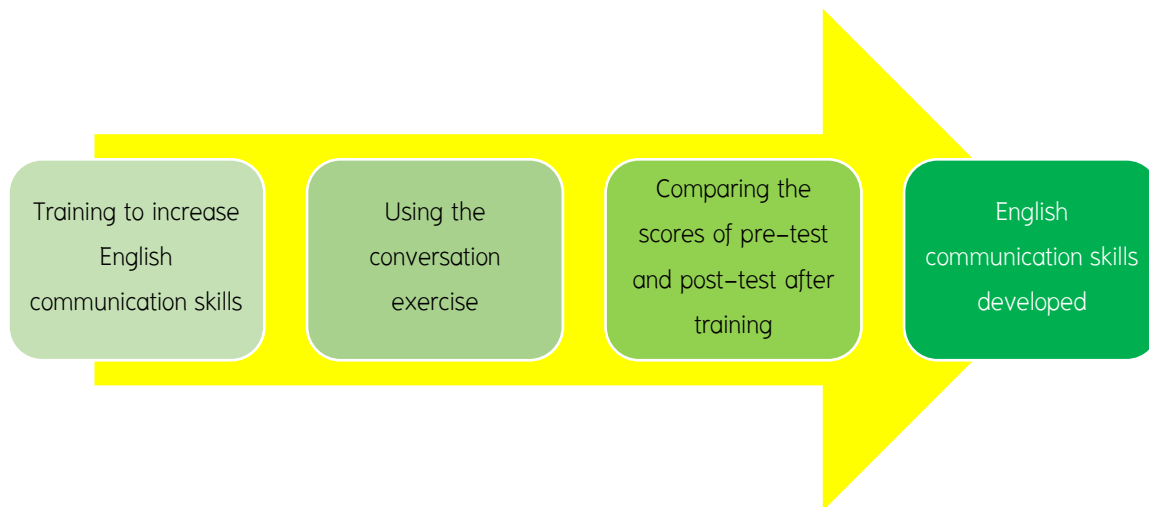 Training to increase
English
communication skills
Using the
conversation
exercise
Comparing the
scores of pre-test
and post-test after
training
English
communication skills
developed